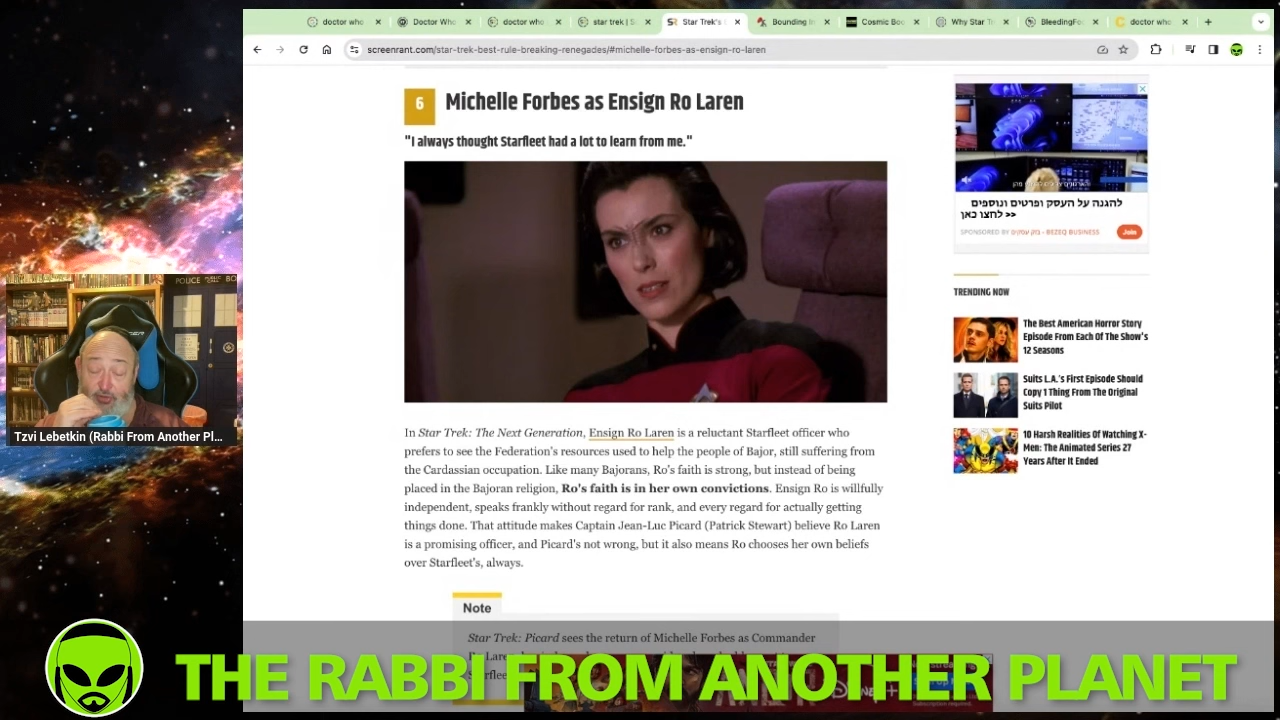 doctor who
Doctor Who
doctor who
star trek | S
Star Trek's
Bounding In
Cosmic Boo
Why Star Tr
BleedingFo
doctor who
screenrant.com/star-trek-best-rule-breaking-renegades/#michelle-forbes-as-ensign-ro-laren
6
Michelle Forbes as Ensign Ro Laren
"I always thought Starfleet had a lot to learn from me."
In Star Trek: The Next Generation, Ensign Ro Laren is a reluctant Starfleet officer who
prefers to see the Federation's resources used to help the people of Bajor, still suffering from
the Cardassian occupation. Like many Bajorans, Ro's faith is strong, but instead of being
placed in the Bajoran religion, Ro's faith is in her own convictions. Ensign Ro is willfully
independent, speaks frankly without regard for rank, and every regard for actually getting
things done. That attitude makes Captain Jean-Luc Picard (Patrick Stewart) believe Ro Laren
is a promising officer, and Picard's not wrong, but it also means Ro chooses her own beliefs
over Starfleet's, always.
Note
Star Trek: Picard sees the return of Michelle Forbes as Commander
להגנה על העסק ופרטים ונוספים
לחצו כאן >>
SPONSORED BY בזק עסקים - BEZEQ BUSINESS
Join
TRENDING NOW
The Best American Horror Story
Episode From Each Of The Show's
12 Seasons
Suits L.A.'s First Episode Should
Copy 1 Thing From The Original
Suits Pilot
10 Harsh Realities Of Watching X-
Men: The Animated Series 27
Years After It Ended
POLICE
BO
Tzvi Lebetkin (Rabbi From Another Pl...
THE RABBI FROM ANOTHER PLANET